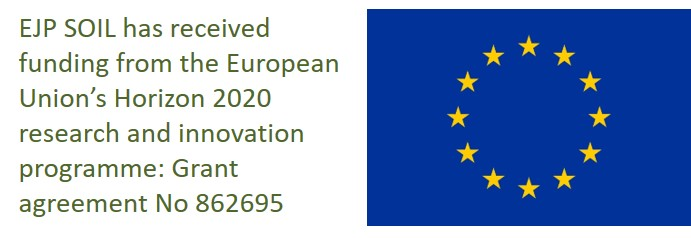 EJP SOIL has received
funding from the European
Union’s Horizon 2020
research and innovation
programme: Grant
agreement No 862695